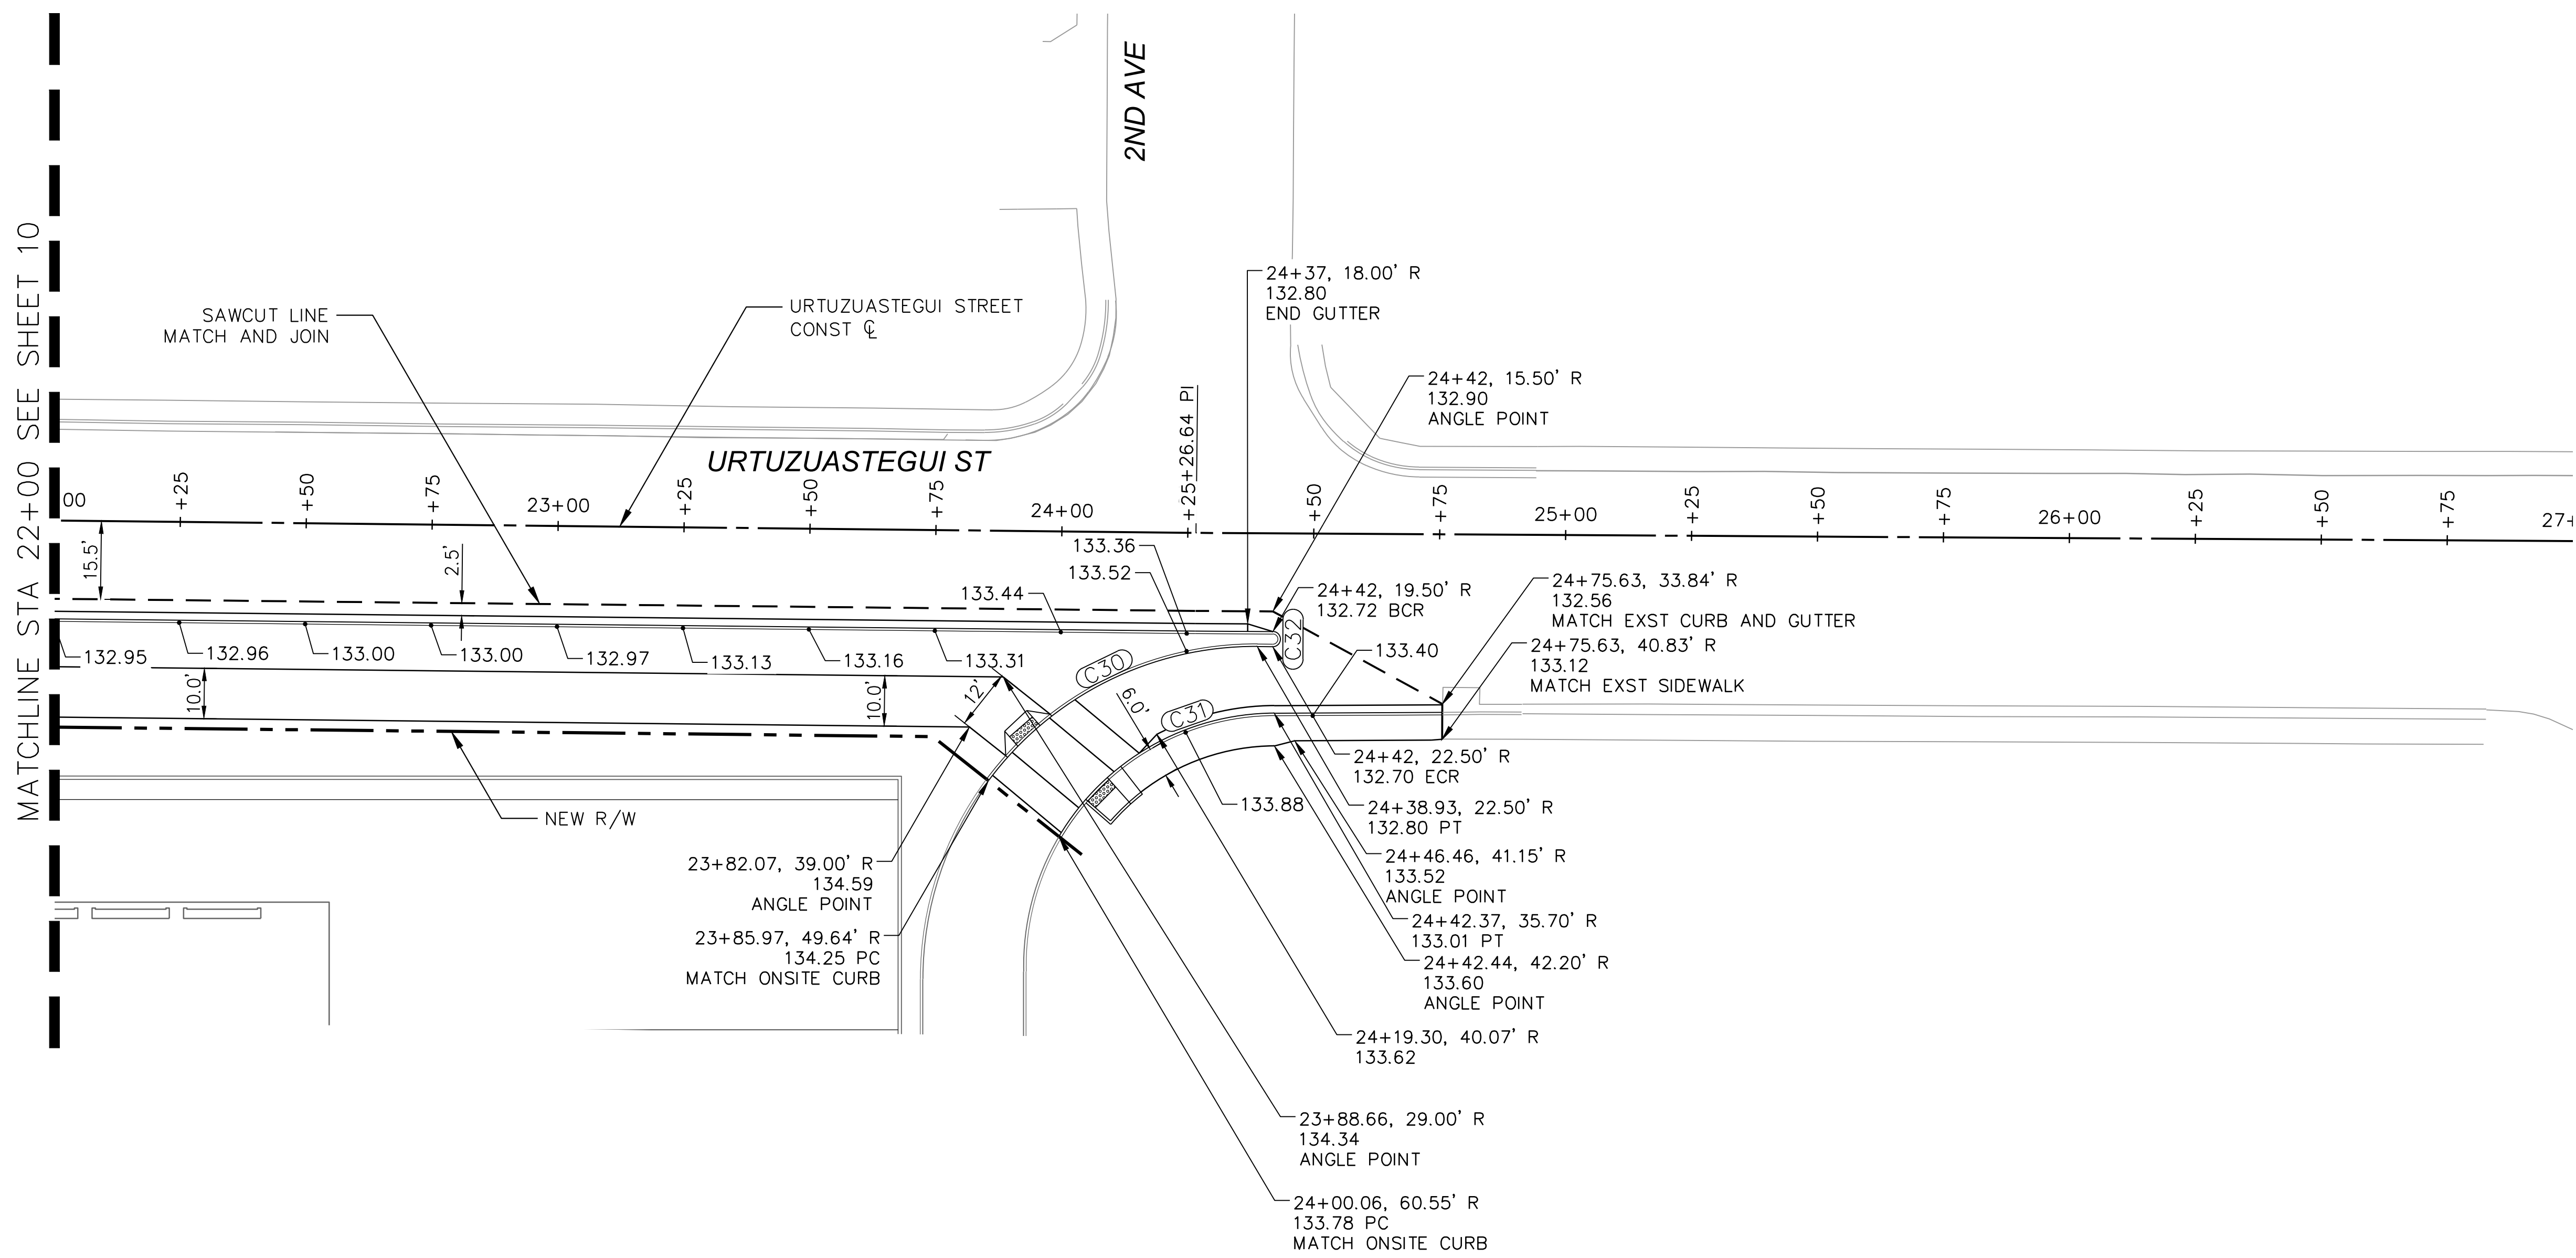 MATCHLINE STA 22+00 SEE SHEET 10
2ND AVE
24+37, 18.00' R
132.80
END GUTTER
SAWCUT LINE
MATCH AND JOIN
URTUZUASTEGUI STREET
CONST ℄
24+42, 15.50' R
132.90
ANGLE POINT
URTUZUASTEGUI ST
00
+25
+50
+75
23+00
+25
+50
+75
24+00
+25
+26.64 PI
+50
+75
25+00
+25
+50
+75
26+00
+25
+50
+75
27+
15.5'
2.5'
133.36
133.52
133.44
24+42, 19.50' R
132.72 BCR
24+75.63, 33.84' R
132.56
MATCH EXST CURB AND GUTTER
24+75.63, 40.83' R
133.12
MATCH EXST SIDEWALK
132.95
132.96
133.00
133.00
132.97
133.13
133.16
133.31
C32
133.40
C30
C31
10.0'
10.0'
12'
6.0'
NEW R/W
133.88
24+42, 22.50' R
132.70 ECR
24+38.93, 22.50' R
132.80 PT
24+46.46, 41.15' R
133.52
ANGLE POINT
24+42.37, 35.70' R
133.01 PT
24+42.44, 42.20' R
133.60
ANGLE POINT
23+82.07, 39.00' R
134.59
ANGLE POINT
23+85.97, 49.64' R
134.25 PC
MATCH ONSITE CURB
24+19.30, 40.07' R
133.62
23+88.66, 29.00' R
134.34
ANGLE POINT
24+00.06, 60.55' R
133.78 PC
MATCH ONSITE CURB